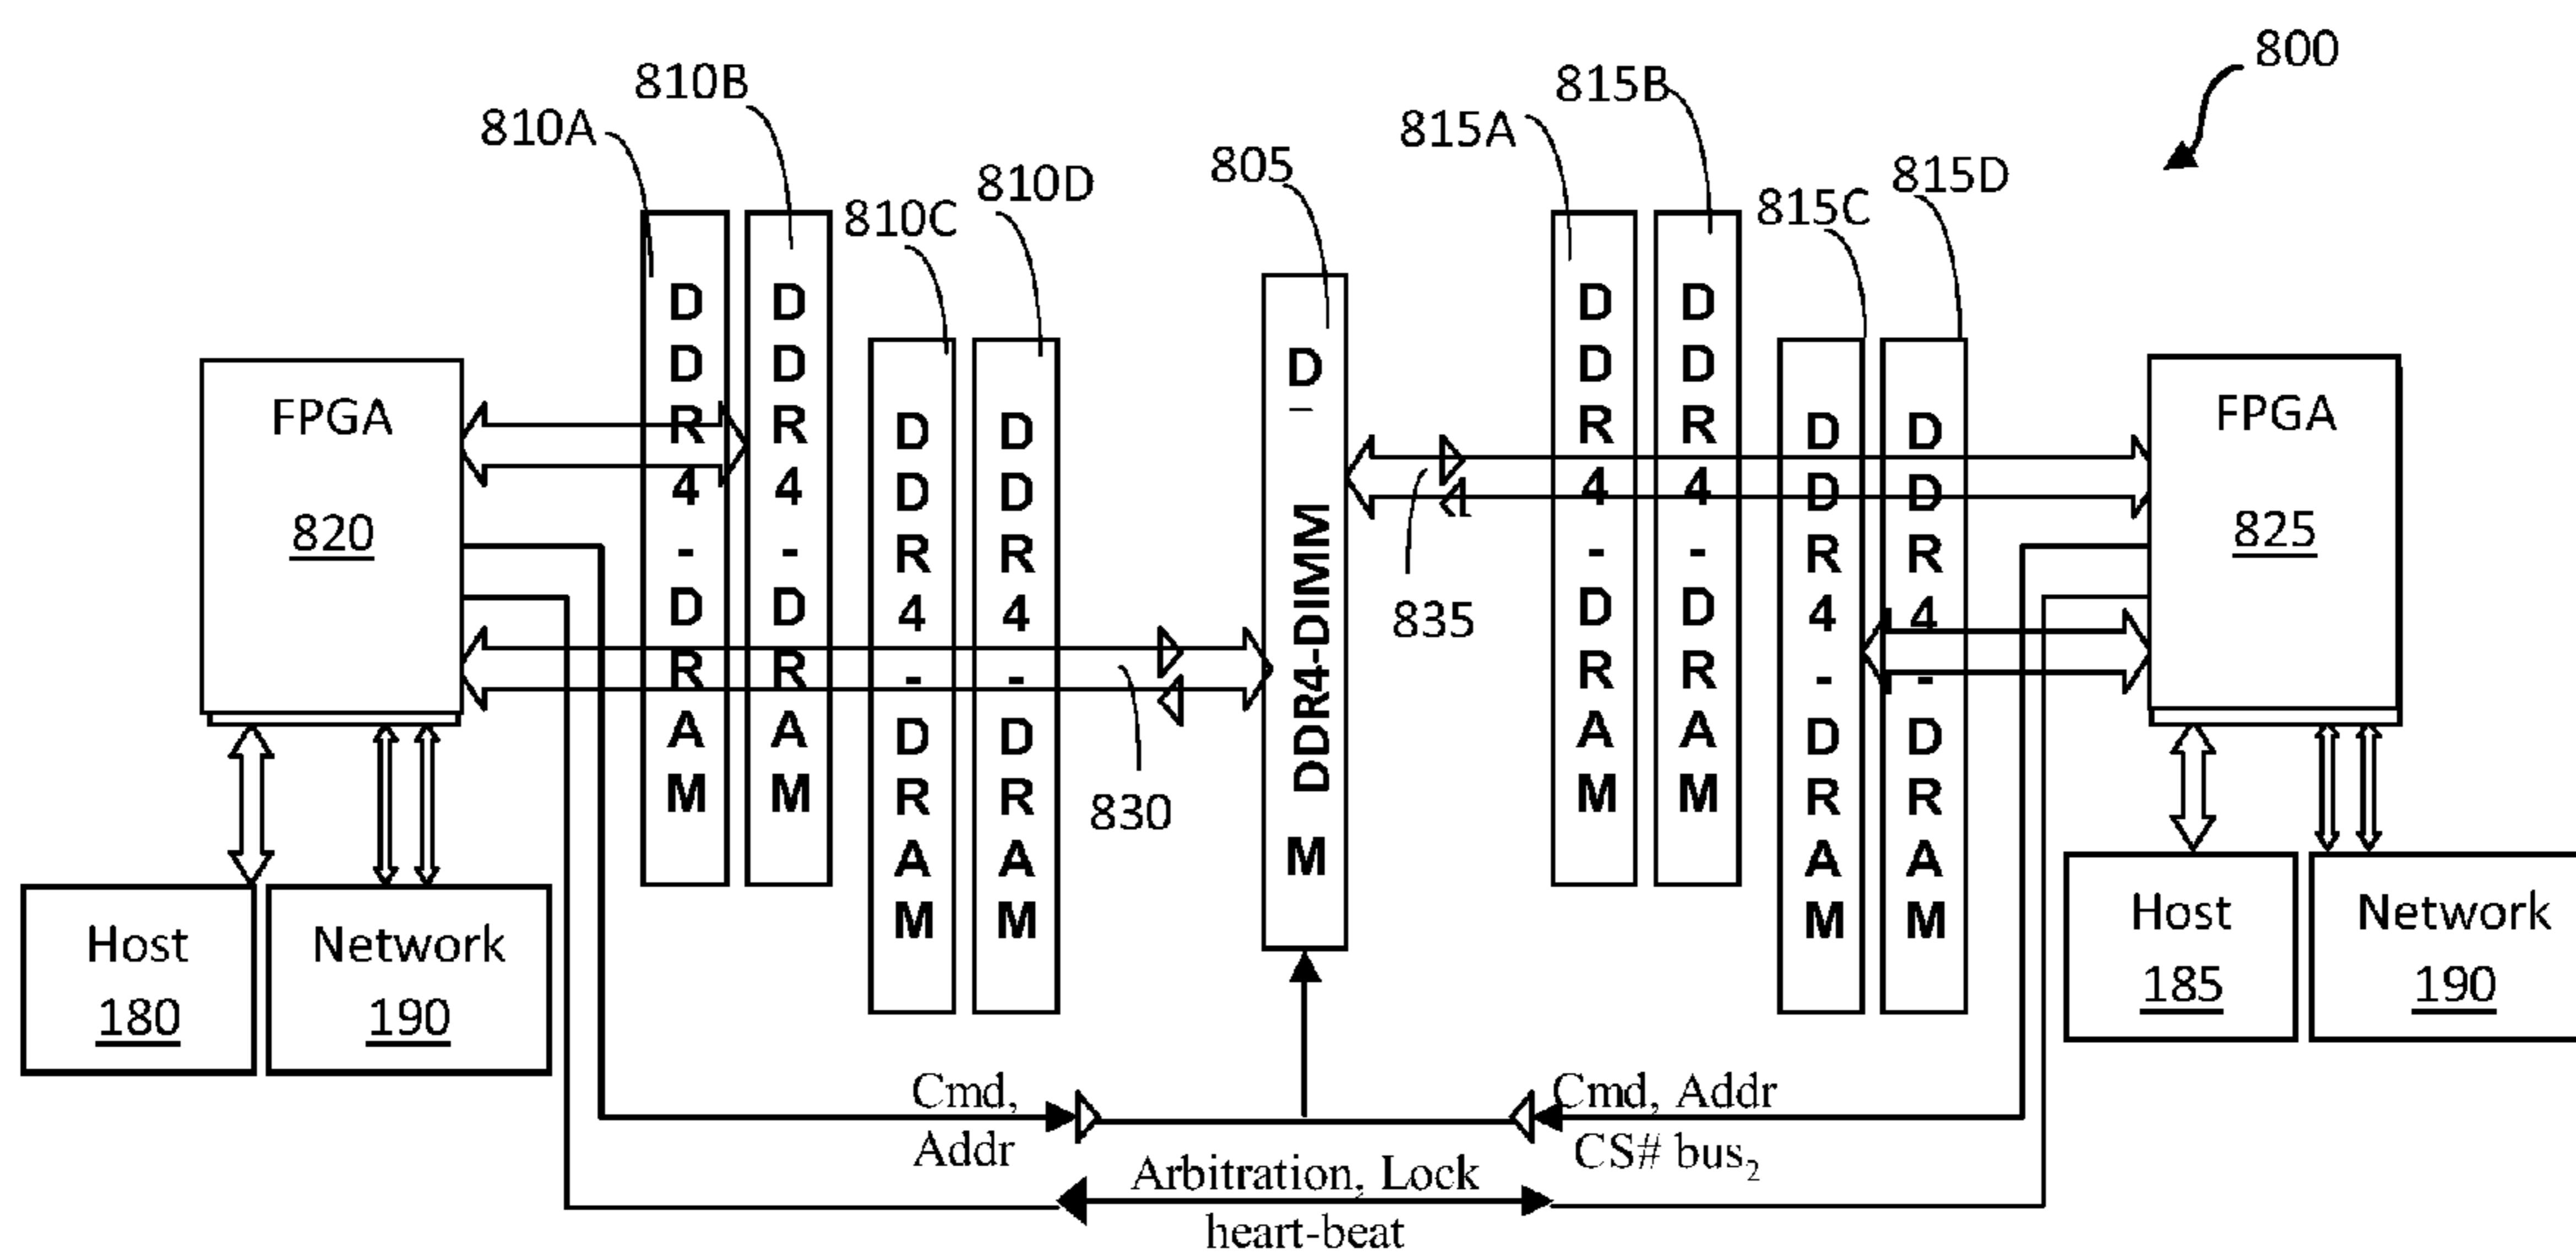 800
810B
815B
810A
815A
805
815D
810D
815C
810C
DDR4-DRAM
DDR4-DRAM
DDR4-DRAM
DDR4-DRAM
D
DDR4-DIMM
M
DDR4-DRAM
DDR4-DRAM
DDR4-DRAM
DDR4-DRAM
FPGA
820
FPGA
825
835
830
Host
180
Network
190
Host
185
Network
190
Cmd,
Addr
Cmd, Addr
CS# bus2
Arbitration, Lock
heart-beat